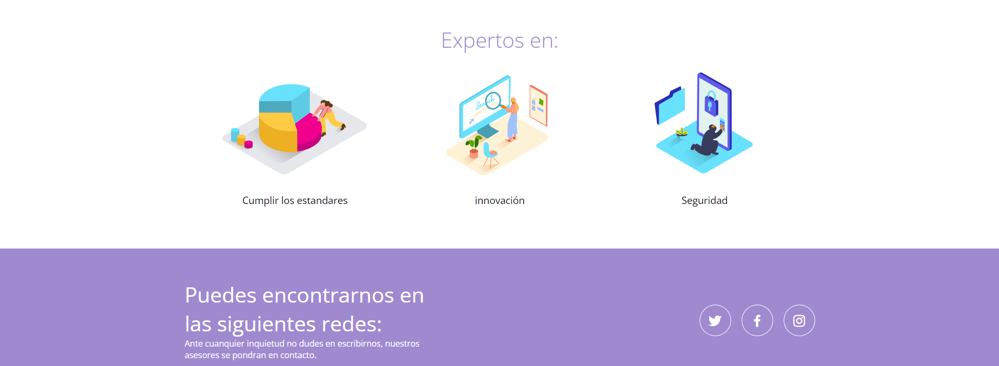 Expertos en:
Search
Cumplir los estandares
innovación
Seguridad
Puedes encontrarnos en
las siguientes redes:
Ante cuanquier inquietud no dudes en escribirnos, nuestros
asesores se pondran en contacto.